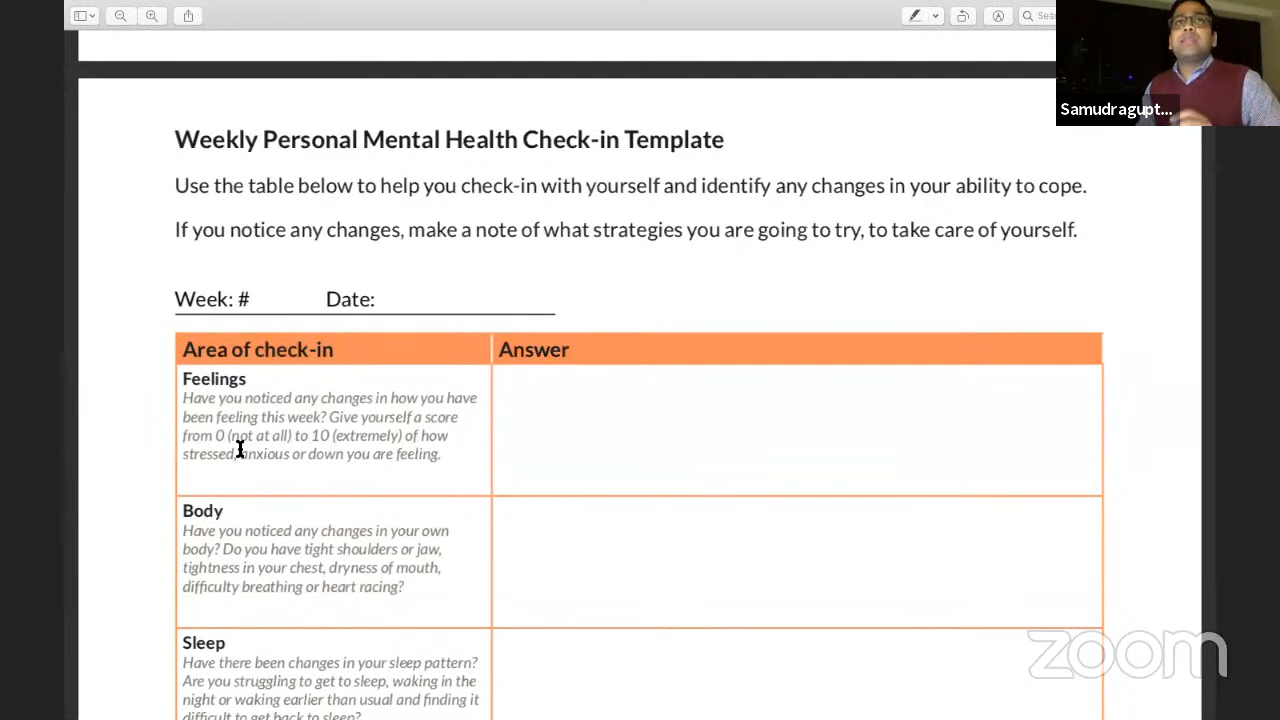 Sea
Samudragupt...
Weekly Personal Mental Health Check-in Template
Use the table below to help you check-in with yourself and identify any changes in your ability to cope.
If you notice any changes, make a note of what strategies you are going to try, to take care of yourself.
Week: # Date:
Area of check-in Answer
Feelings
Have you noticed any changes in how you have
been feeling this week? Give yourself a score
from 0 (not at all) to 10 (extremely) of how
stressed, anxious or down you are feeling.
Body
Have you noticed any changes in your own
body? Do you have tight shoulders or jaw,
tightness in your chest, dryness of mouth,
difficulty breathing or heart racing?
Sleep
Have there been changes in your sleep pattern?
Are you struggling to get to sleep, waking in the
night or waking earlier than usual and finding it
difficult to get back to sleep?
zoom